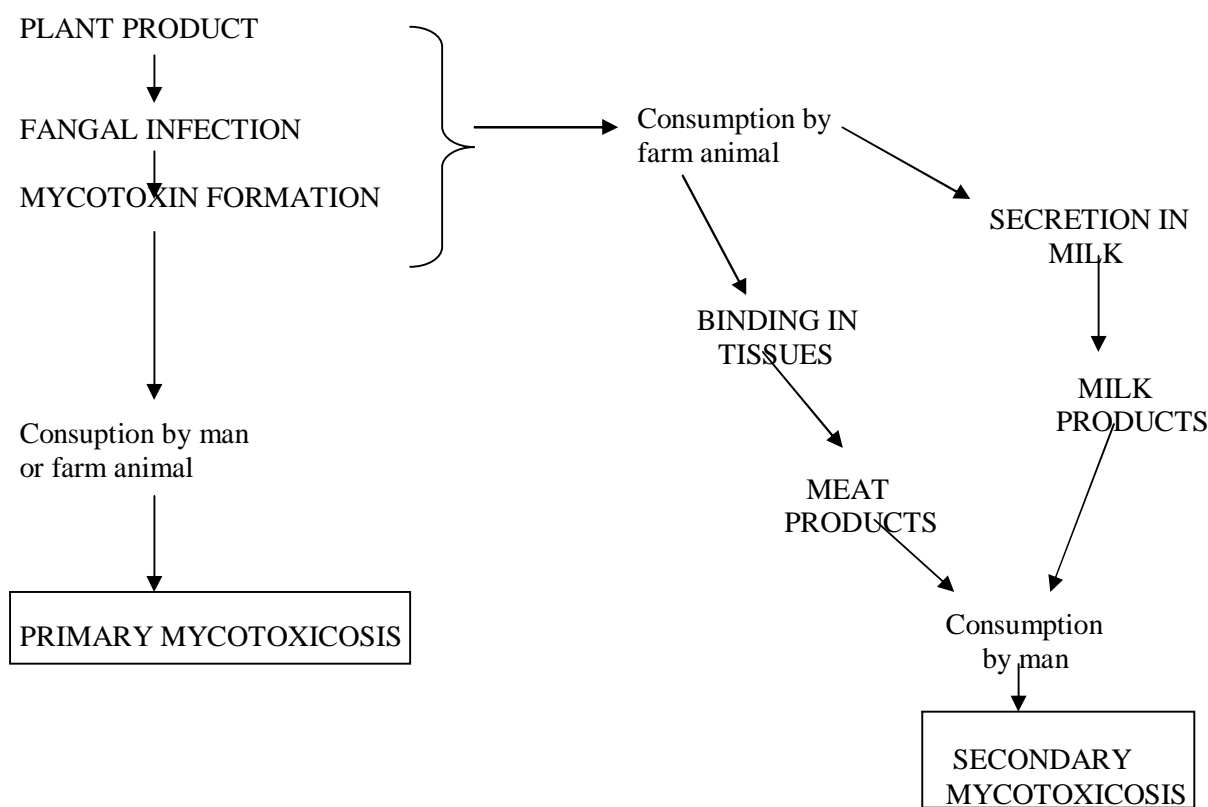 PLANT PRODUCT
FANGAL INFECTION
MYCOTOXIN FORMATION
Consuption by man
or farm animal
PRIMARY MYCOTOXICOSIS
Consumption by
farm animal
BINDING IN
TISSUES
MEAT
PRODUCTS
SECRETION IN
MILK
MILK
PRODUCTS
Consumption
by man
SECONDARY
MYCOTOXICOSIS